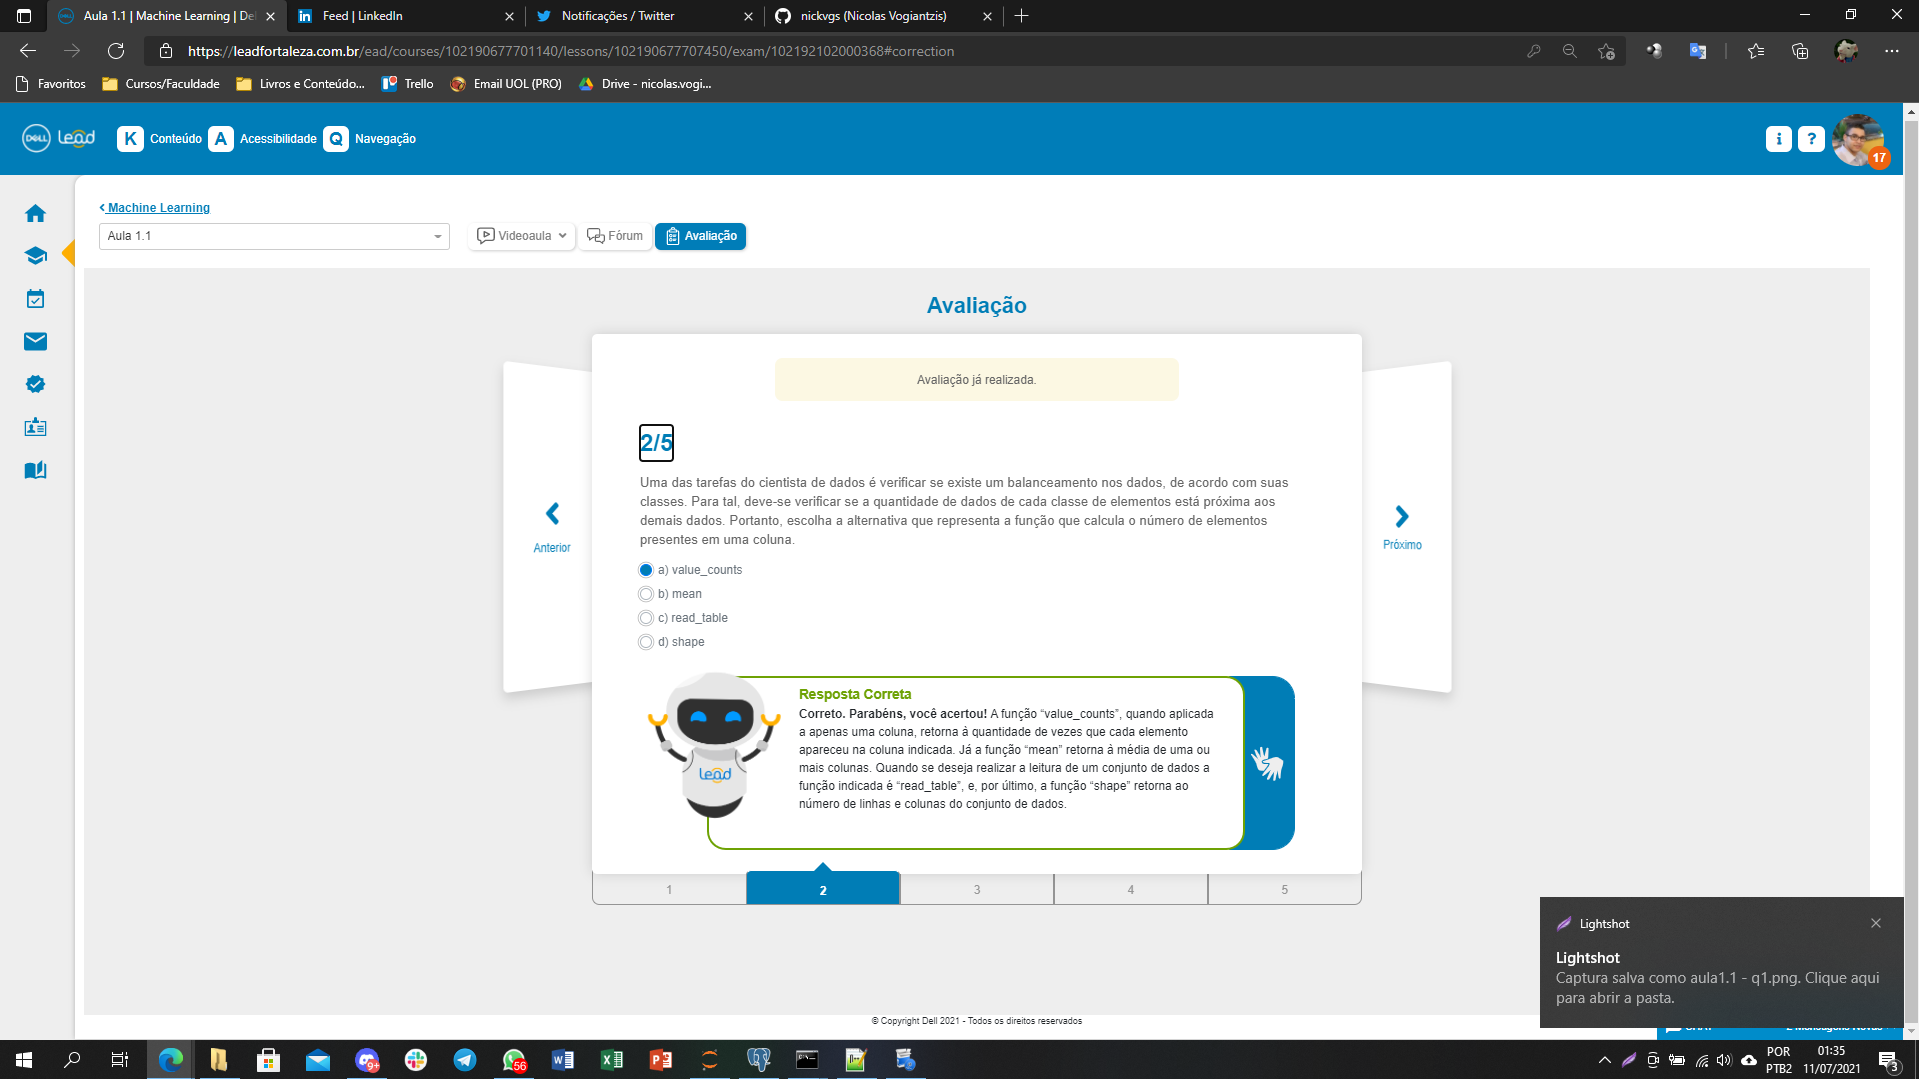 Aula 1.1 | Machine Learning | De
Feed | LinkedIn
Notificações / Twitter
nickvgs (Nicolas Vogiantzis)
https://leadfortaleza.com.br/ead/courses/102190677701140/lessons/102190677707450/exam/102192102000368#correction
Favoritos
Cursos/Faculdade
Livros e Conteúdo...
Trello
Email UOL (PRO)
Drive - nicolas.vogi...
DELL Lead
K Conteúdo
A Acessibilidade
Q Navegação
i
?
17
Machine Learning
Aula 1.1
Videoaula
Fórum
Avaliação
Avaliação
Avaliação já realizada.
2/5
Uma das tarefas do cientista de dados é verificar se existe um balanceamento nos dados, de acordo com suas
classes. Para tal, deve-se verificar se a quantidade de dados de cada classe de elementos está próxima aos
demais dados. Portanto, escolha a alternativa que representa a função que calcula o número de elementos
presentes em uma coluna.
Anterior
Próximo
a) value_counts
b) mean
c) read_table
d) shape
Resposta Correta
Correto. Parabéns, você acertou! A função “value_counts”, quando aplicada
a apenas uma coluna, retorna à quantidade de vezes que cada elemento
apareceu na coluna indicada. Já a função “mean” retorna à média de uma ou
mais colunas. Quando se deseja realizar a leitura de um conjunto de dados a
função indicada é “read_table”, e, por último, a função “shape” retorna ao
número de linhas e colunas do conjunto de dados.
lead
1
2
3
4
5
Lightshot
Lightshot
Captura salva como aula1.1 - q1.png. Clique aqui
para abrir a pasta.
© Copyright Dell 2021 - Todos os direitos reservados
9+
56
POR
PTB2
01:35
11/07/2021
3